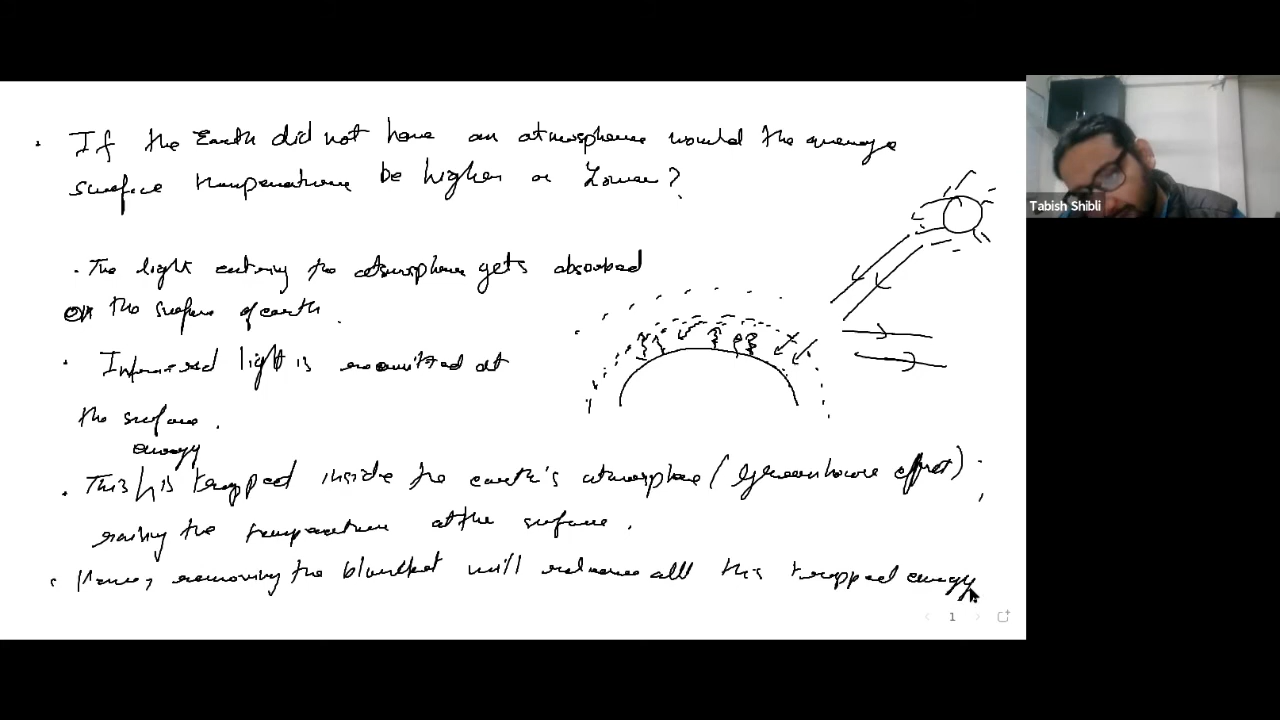 . If the Earth did not have an atmosphere would the average
surface temperature be higher or Lower ?
Tabish Shibli
. The light entering the atmosphere gets absorbed
on the surface of earth .
. Infrared light is reemitted at
the surface .
energy
. This is trapped inside the earth's atmosphere ( Greenhouse effect ) .
raising the temperature at the surface .
. Hence , removing the blanket will release all this trapped energy
1